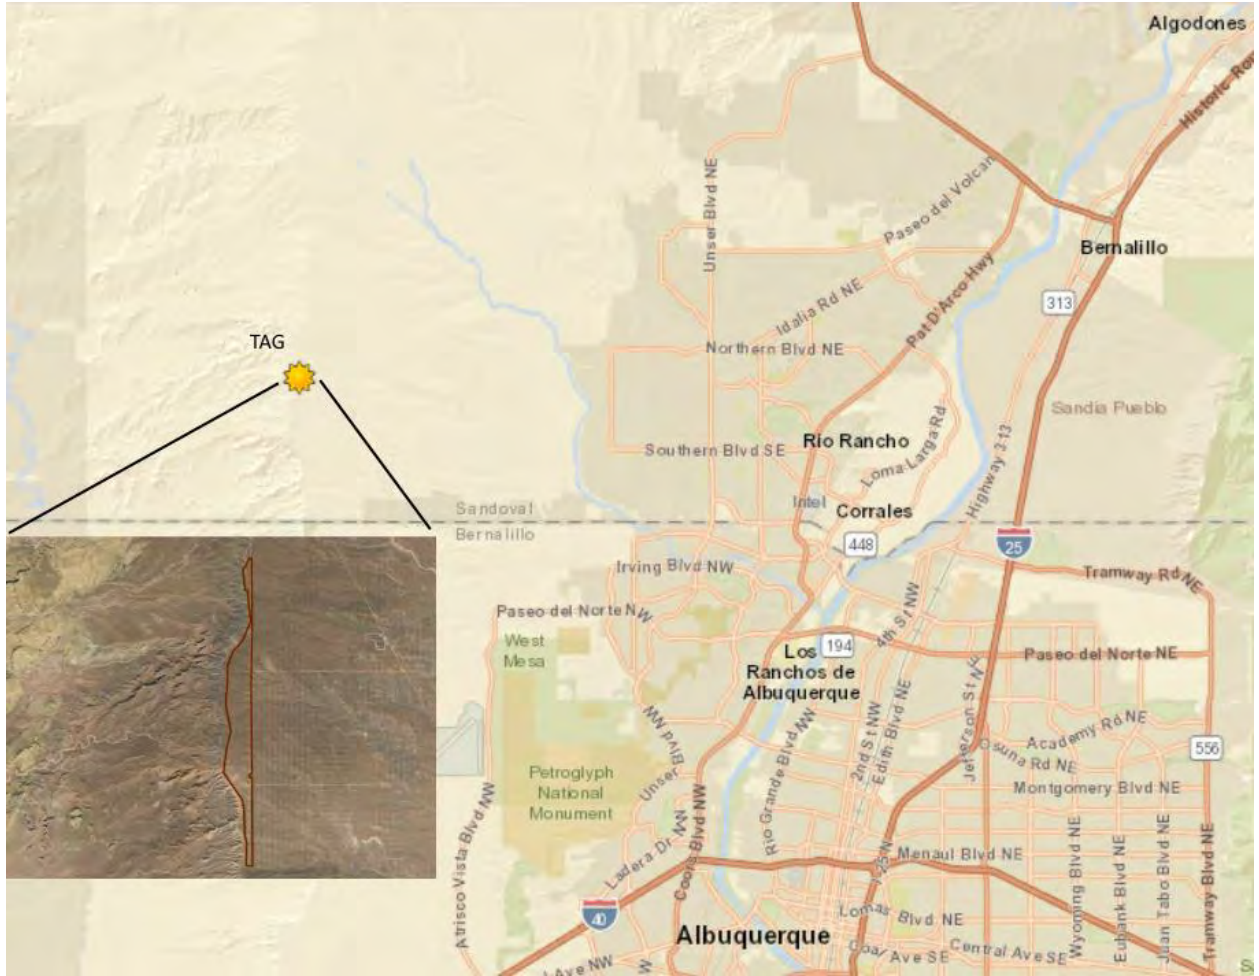 Algodones
Historic Rou
Unser Blvd NE
Paseo del Volcan
Bernalillo
313
Pat D'Arco Hwy
Idalia Rd NE
TAG
Northern Blvd NE
Sandia Pueblo
Rio Rancho
Loma Larga Rd
Southern Blvd SE
Highway 313
Intel
Corrales
Sandoval
Bernalillo
448
25
Irving Blvd NW
Tramway Rd NE
Paseo del Norte NW
4th St NW
194
West
Mesa
Los
Ranchos de
Albuquerque
Paseo del Norte NE
Jefferson St NE
Unser Blvd NW
Rio Grande Blvd NW
2nd St NW
Edith Blvd NE
Academy Rd NE
Osuna Rd NE
556
Petroglyph
National
Monument
Montgomery Blvd NE
Atrisco Vista Blvd NW
Ladera Dr NW
Coors Blvd NW
I-25 N
Menaul Blvd NE
Wyoming Blvd NE
Eubank Blvd NE
Juan Tabo Blvd NE
Tramway Blvd NE
40
Lomas Blvd NE
Albuquerque
Coal Ave SE
Central Ave SE
l Ave NW
W
S